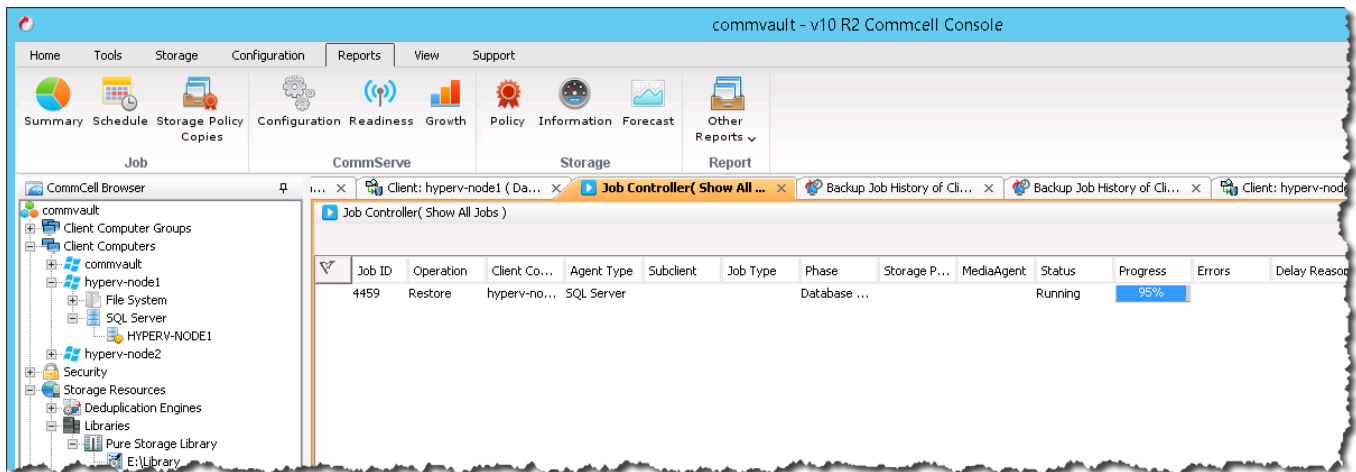 commvault - v10 R2 Commcell Console
Home Tools Storage Configuration Reports View Support
Summary Schedule Storage Policy Copies Configuration Readiness Growth Policy Information Forecast Other Reports
Job CommServe Storage Report
CommCell Browser
... Client: hyperv-node1 ( Da... Job Controller( Show All ... Backup Job History of Cli... Backup Job History of Cli... Client: hyperv-node
commvault
Job Controller( Show All Jobs )
Client Computer Groups
Client Computers
commvault
hyperv-node1
File System
SQL Server
HYPERV-NODE1
hyperv-node2
Security
Storage Resources
Deduplication Engines
Libraries
Pure Storage Library
E:\Library
Job ID Operation Client Co... Agent Type Subclient Job Type Phase Storage P... MediaAgent Status Progress Errors Delay Reason
4459 Restore hyperv-no... SQL Server Database ... Running 95%